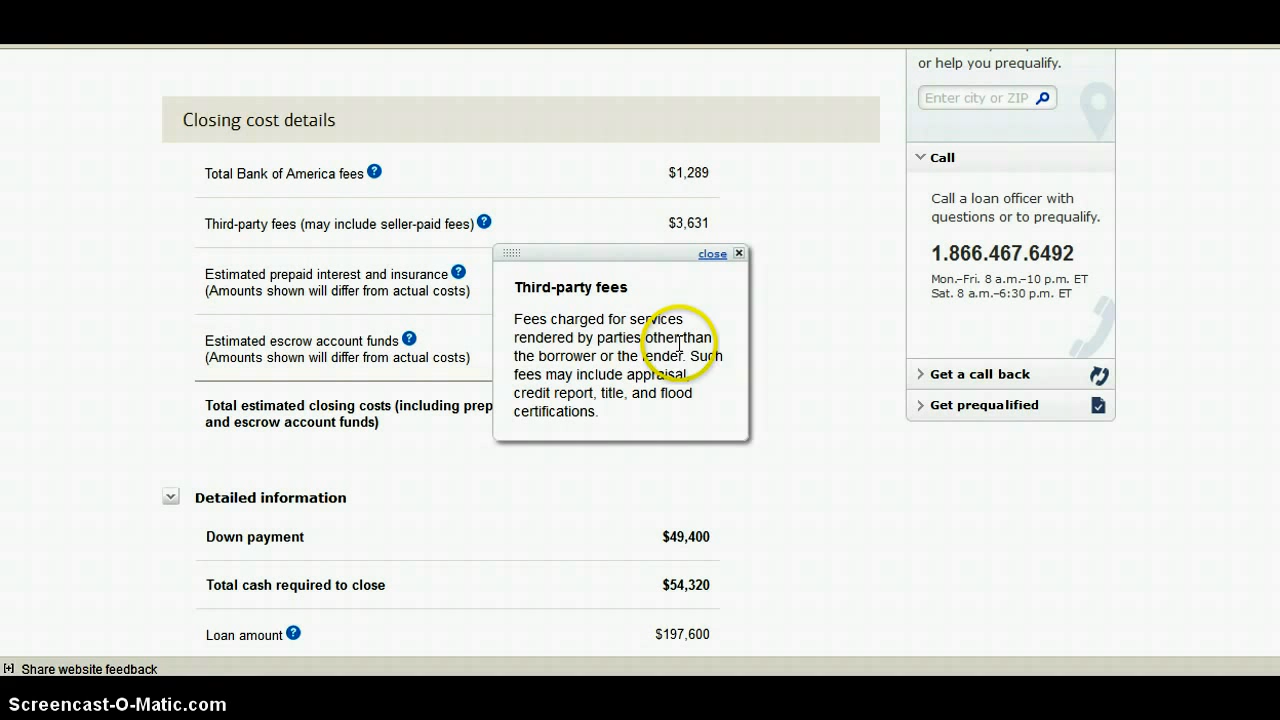 or help you prequalify.
Enter city or ZIP
Closing cost details
Call
Total Bank of America fees ? $1,289
Call a loan officer with
questions or to prequalify.
Third-party fees (may include seller-paid fees) ? $3,631
1.866.467.6492
close
Mon.–Fri. 8 a.m.–10 p.m. ET
Sat. 8 a.m.–6:30 p.m. ET
Estimated prepaid interest and insurance ?
(Amounts shown will differ from actual costs)
Third-party fees
Fees charged for services
rendered by parties other than
the borrower or the lender. Such
fees may include appraisal,
credit report, title, and flood
certifications.
Estimated escrow account funds ?
(Amounts shown will differ from actual costs)
Get a call back
Get prequalified
Total estimated closing costs (including prep
and escrow account funds)
Detailed information
Down payment $49,400
Total cash required to close $54,320
Loan amount ? $197,600
[+] Share website feedback
Screencast-O-Matic.com